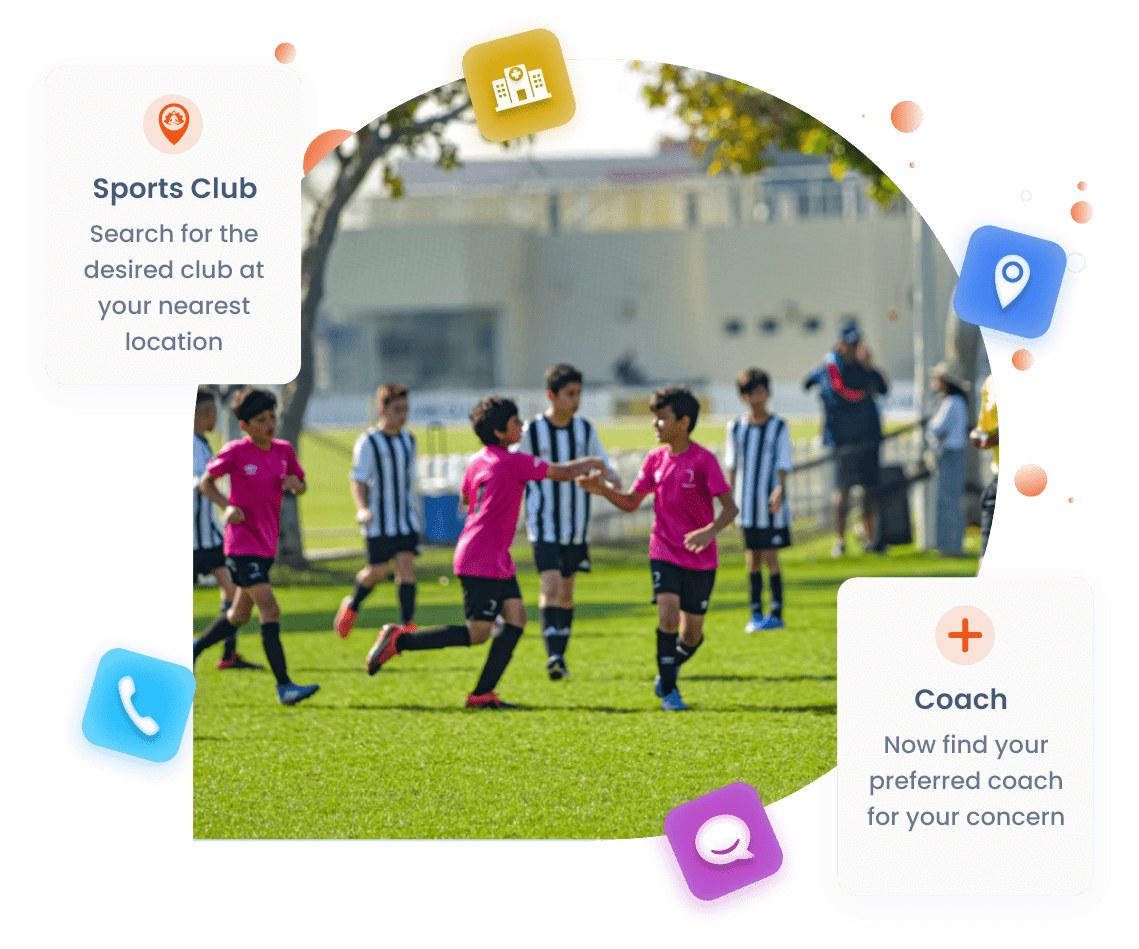 Sports Club
Search for the
desired club at
your nearest
location
Coach
Now find your
preferred coach
for your concern